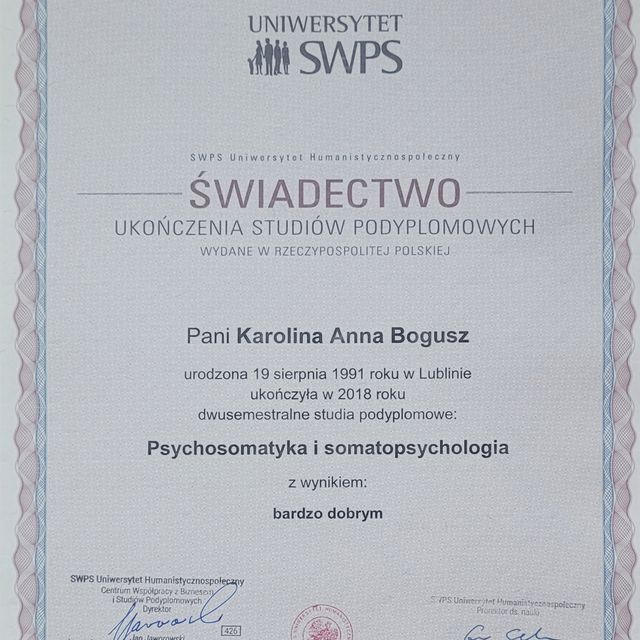 UNIWERSYTET
SWPS
SWPS Uniwersytet Humanistycznospołeczny
ŚWIADECTWO
UKOŃCZENIA STUDIÓW PODYPLOMOWYCH
WYDANE W RZECZYPOSPOLITEJ POLSKIEJ
Pani Karolina Anna Bogusz
urodzona 19 sierpnia 1991 roku w Lublinie
ukończyła w 2018 roku
dwusemestralne studia podyplomowe:
Psychosomatyka i somatopsychologia
z wynikiem:
bardzo dobrym
SWPS Uniwersytet Humanistycznospołeczny
Centrum Współpracy z Biznesem
i Studiów Podyplomowych
Dyrektor
Jan Jaworowski
426
SWPS Uniwersytet Humanistycznospołeczny
Prorektor ds. nauki